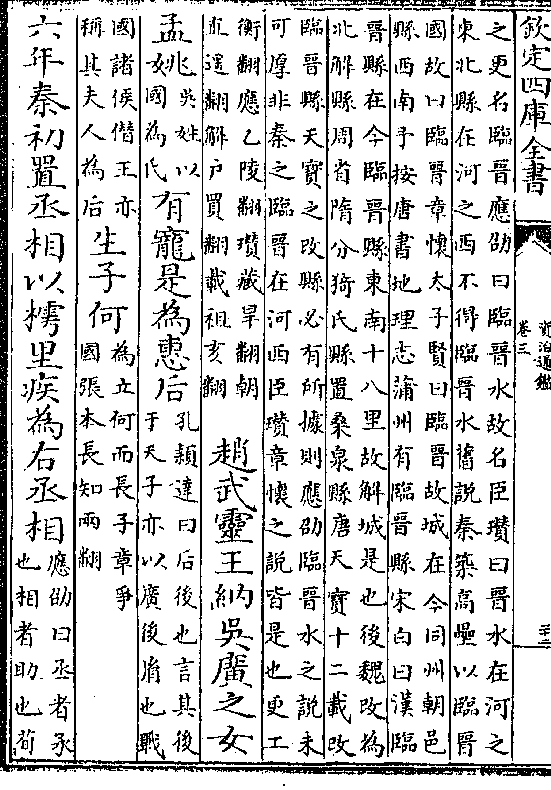 欽定四庫全書
資治通鑑
卷三
之更名臨晉應劭曰臨晉水故名臣瓚曰晉水在河之
東北縣在河之西不得臨晉水舊說秦築高壘以臨晉
國故曰臨晉章懷太子賢曰臨晉故城在今同州朝邑
縣西南予按唐書地理志蒲州有臨晉縣宋白曰漢臨
晉縣在今臨晉縣東南十八里故解城是也後魏改為
北解縣周省隋分猗氏縣置桑泉縣唐天寶十二載改
臨晉縣天寶之改縣必有所據則應劭臨晉水之說未
可厚非秦之臨晉在河西臣瓚章懷之說皆是也更工
衡翻應乙陵翻瓚藏旱翻朝
直遙翻解戶買翻載祖亥翻
趙武靈王納吳廣之女
孟姚吳姓以國為氏有寵是為惠后孔穎達曰后後也言其後于天子亦以廣後胤也戰
國諸侯僭王亦稱其夫人為后生子何為立何而長子章爭國張本長知兩翻
六年秦初置丞相以樗里疾為右丞相應劭曰丞者承也相者助也荀